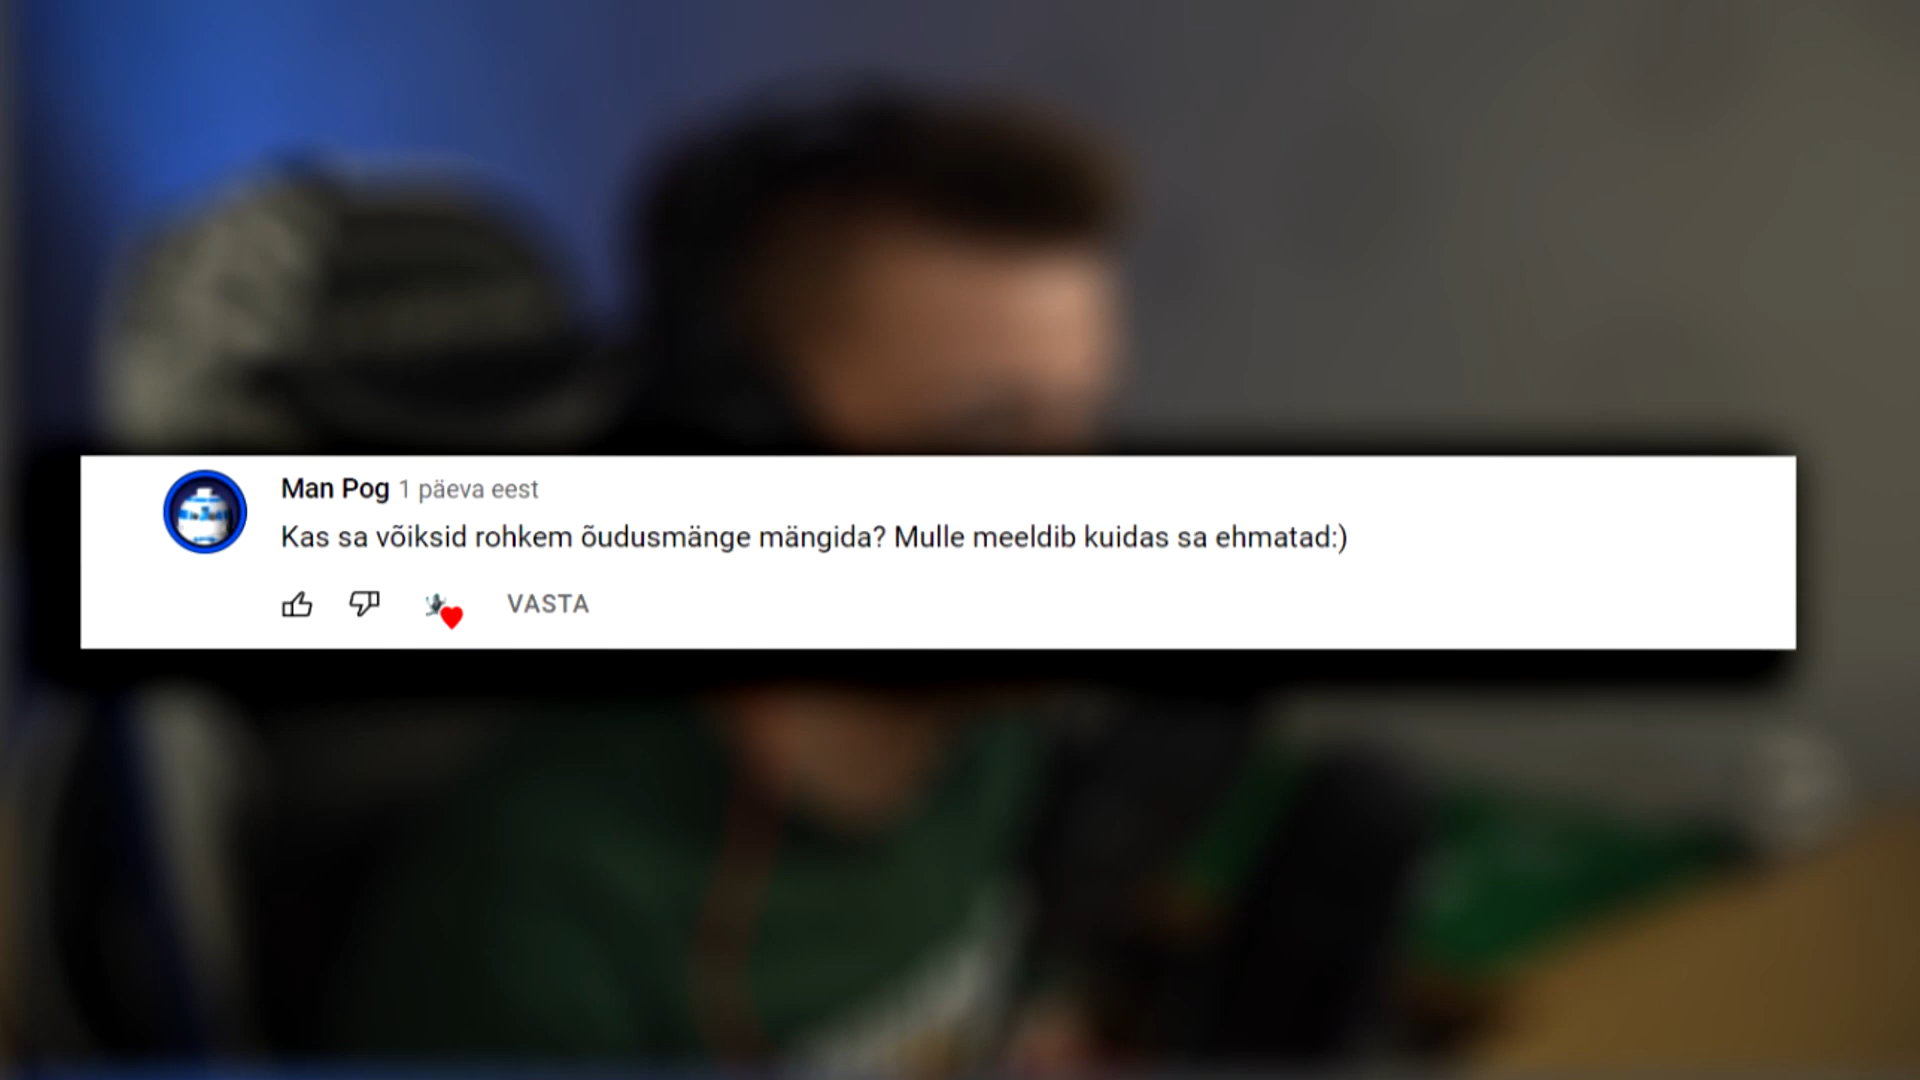 Man Pog 1 päeva eest
Kas sa võiksid rohkem õudusmänge mängida? Mulle meeldib kuidas sa ehmatad:)
VASTA